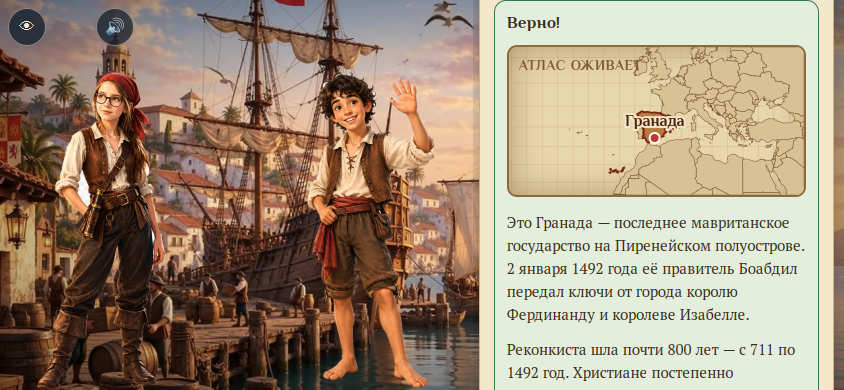 Верно!
АТЛАС ОЖИВАЕТ
Гранада
Это Гранада — последнее мавританское
государство на Пиренейском полуострове.
2 января 1492 года её правитель Боабдил
передал ключи от города королю
Фердинанду и королеве Изабелле.
Реконкиста шла почти 800 лет — с 711 по
1492 год. Христиане постепенно